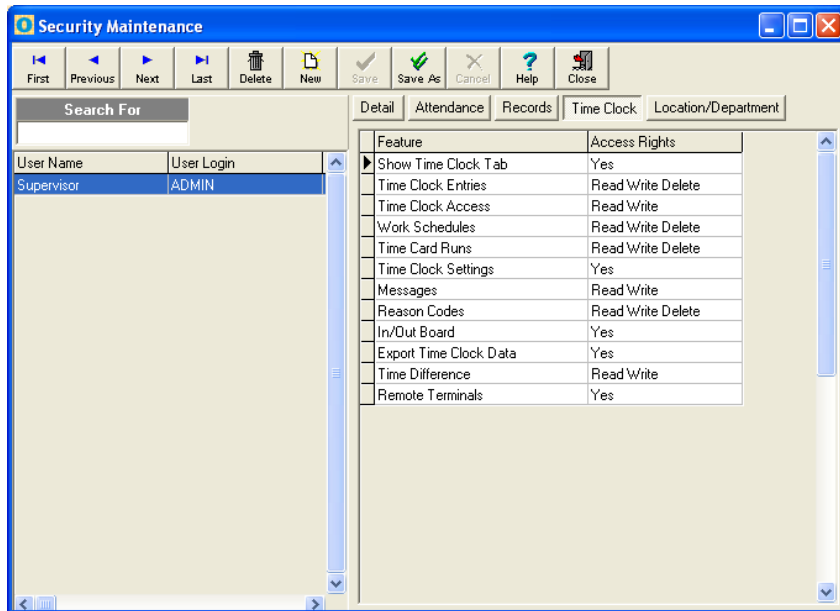 Security Maintenance
First Previous Next Last Delete New Save Save As Cancel Help Close
Search For
Detail Attendance Records Time Clock Location/Department
User Name User Login
Supervisor ADMIN
Feature Access Rights
Show Time Clock Tab Yes
Time Clock Entries Read Write Delete
Time Clock Access Read Write
Work Schedules Read Write Delete
Time Card Runs Read Write Delete
Time Clock Settings Yes
Messages Read Write
Reason Codes Read Write Delete
In/Out Board Yes
Export Time Clock Data Yes
Time Difference Read Write
Remote Terminals Yes